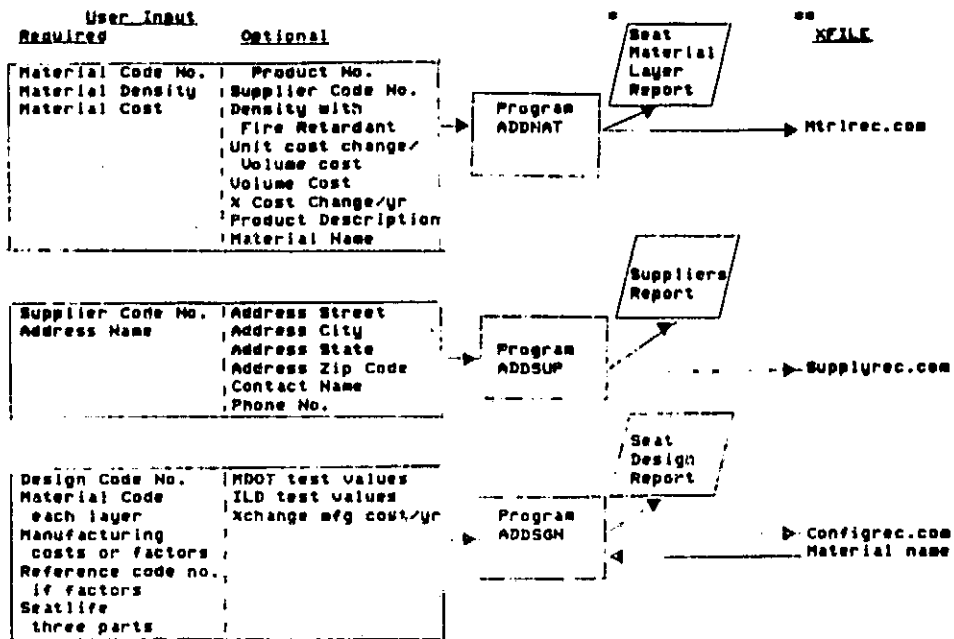 User Input
* **
Required Optional XFILE
Seat
Material
Layer
Report
Material Code No. Product No.
Material Density Supplier Code No.
Material Cost Density with
Fire Retardant
Unit cost change/
Volume cost
Volume Cost
X Cost Change/yr
Product Description
Material Name
Program
ADDMAT
Mtrlrec.com
Suppliers
Report
Supplier Code No. Address Street
Address Name Address City
Address State
Address Zip Code
Contact Name
Phone No.
Program
ADDSUP
Supplyrec.com
Seat
Design
Report
Design Code No. MDOT test values
Material Code ILD test values
each layer Xchange mfg cost/yr
Manufacturing
costs or factors
Reference code no.
if factors
Seatlife
three parts
Program
ADDSGN
Configrec.com
Material name